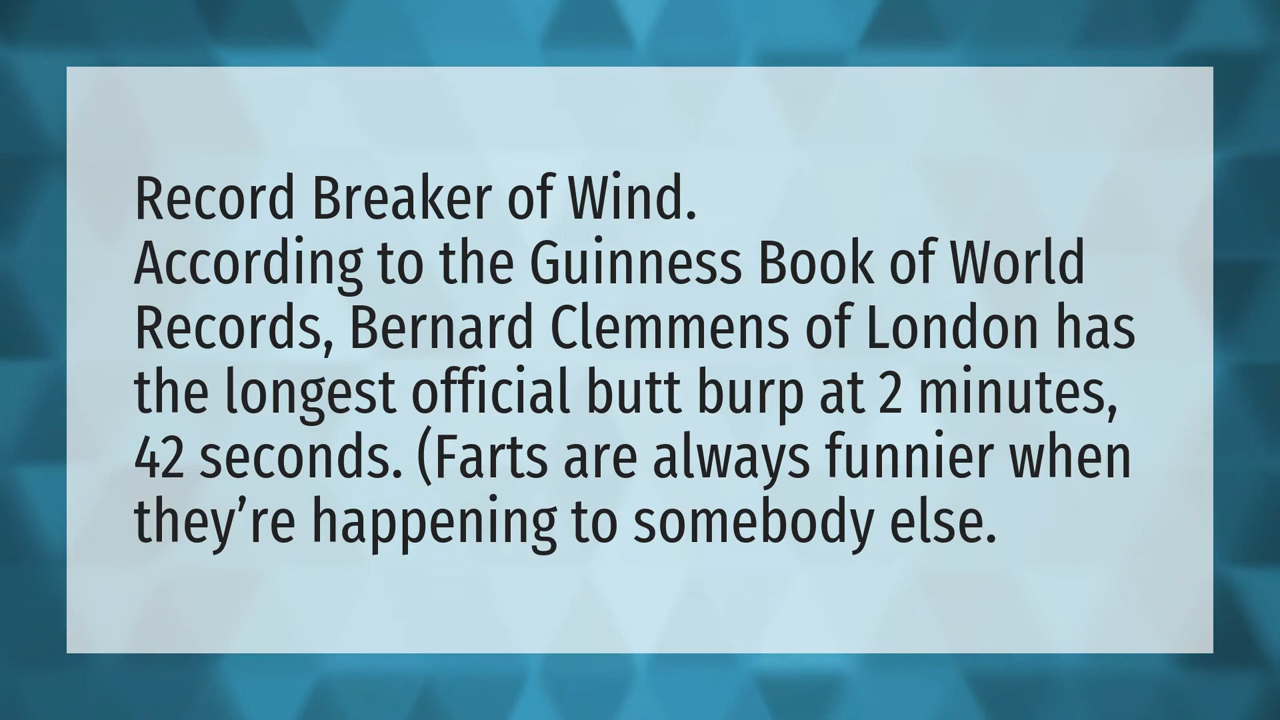 Record Breaker of Wind.
According to the Guinness Book of World
Records, Bernard Clemmens of London has
the longest official butt burp at 2 minutes,
42 seconds. (Farts are always funnier when
they’re happening to somebody else.